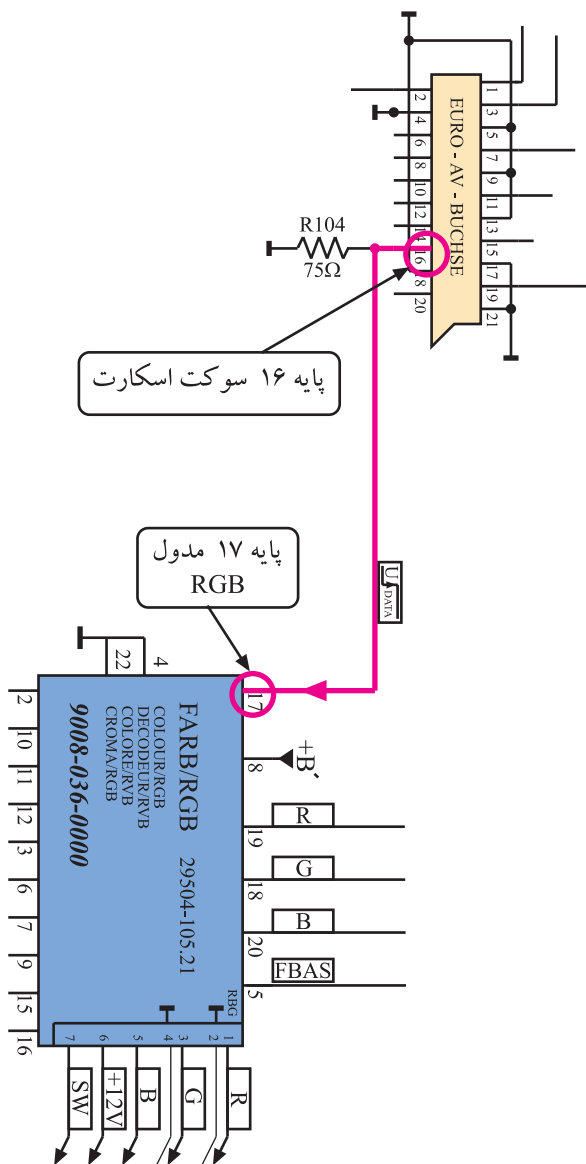 EURO - AV - BUCHSE
1
3
5
7
9
11
13
15
17
19
21
2
4
6
8
10
12
14
16
18
20
R104
75Ω
پایه ۱۶ سوکت اسکارت
پایه ۱۷ مدول
RGB
U
DATA
4
22
17
8
+B`
19
R
18
G
20
B
5
FBAS
FARB/RGB 29504-105.21
COLOUR/RGB
DECODEUR/RVB
COLORE/RVB
CROMA/RGB
9008-036-0000
2
10
11
12
3
6
7
9
15
16
RBG
1
2
3
4
5
6
7
R
G
B
+12V
SW